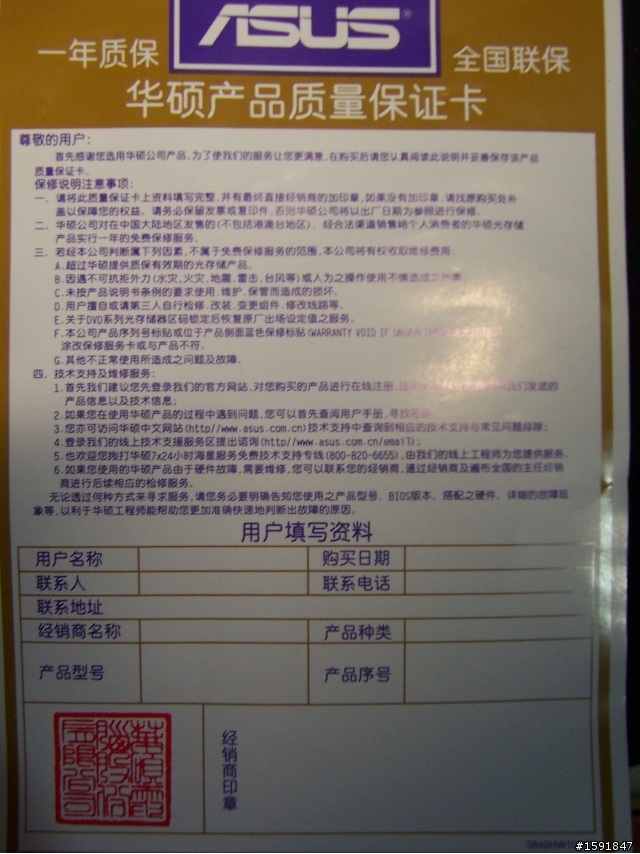 ASUS®
一年质保
全国联保
华硕产品质量保证卡
尊敬的用户：
首先感谢您选用华硕公司产品，为了使我们的服务让您更满意，在购买后请您认真阅读此说明并妥善保存该产品
质量保证卡。
保修说明注意事项：
一、请将此质量保证卡上资料填写完整，并有最终直接经销商的加印章，如果没有加印章，请找原购买处补
盖以保障您的权益。请务必保留发票或复印件，否则华硕公司将以出厂日期为参照进行保修。
二、华硕公司对在中国大陆地区发售的(不包括港澳台地区)、经合法渠道销售给个人消费者的华硕光存储
产品实行一年的免费保修服务。
三、若经本公司判断属下列因素，不属于免费保修服务的范围，本公司将有权收取维修费用：
A.超过华硕提供质保有效期的光存储产品。
B.因遇不可抗拒外力(水灾,火灾,地震,雷击,台风等)或人为之操作使用不慎造成之
C.未按产品说明书条例的要求使用.维护.保管而造成的损坏。
D.用户擅自或请第三人自行检修.改装.变更组件.修改线路等。
E.关于DVD系列光存储器区码锁定后恢复原厂出场设定值之服务。
F.本公司产品序列号标贴或位于产品侧面蓝色保修标贴(WARRANTY VOID IF
涂改保修服务卡或与产品不符。
G.其他不正常使用所造成之问题及故障。
四、技术支持及维修服务：
1.首先我们建议您先登录我们的官方网站，对您购买的产品进行在线注册，我们发送的
产品信息以及技术信息；
2.如果您在使用华硕产品的过程中遇到问题，您可以首先查阅用户手册，寻找答案
3.您亦可访问华硕中文网站(http//www.asus.com.cn)技术支持中查询到相应的技术支持与常见问题排除；
4.登录我们的线上技术支援服务区提出谘询(http//www.asus.com.cn/email)；
5.也欢迎您拨打华硕7x24小时海星服务免费技术支持专线(800-820-6655)，由我们的线上工程师为您提供服务。
6.如果您使用的华硕产品由于硬件故障，需要维修，您可以联系您的经销商，通过经销商及遍布全国的主任经销
商进行后续相应的检修服务。
无论透过何种方式来寻求服务，请您务必要明确告知您使用之产品型号、BIOS版本、搭配之硬件、详细的故障现
象等，以利于华硕工程师能帮助您更加准确快速地判断出故障的原因。
用户填写资料
用户名称 购买日期
联系人 联系电话
联系地址
经销商名称 产品种类
产品型号 产品序号
華碩電
腦股份
有限公司
经销商印章
#1591847